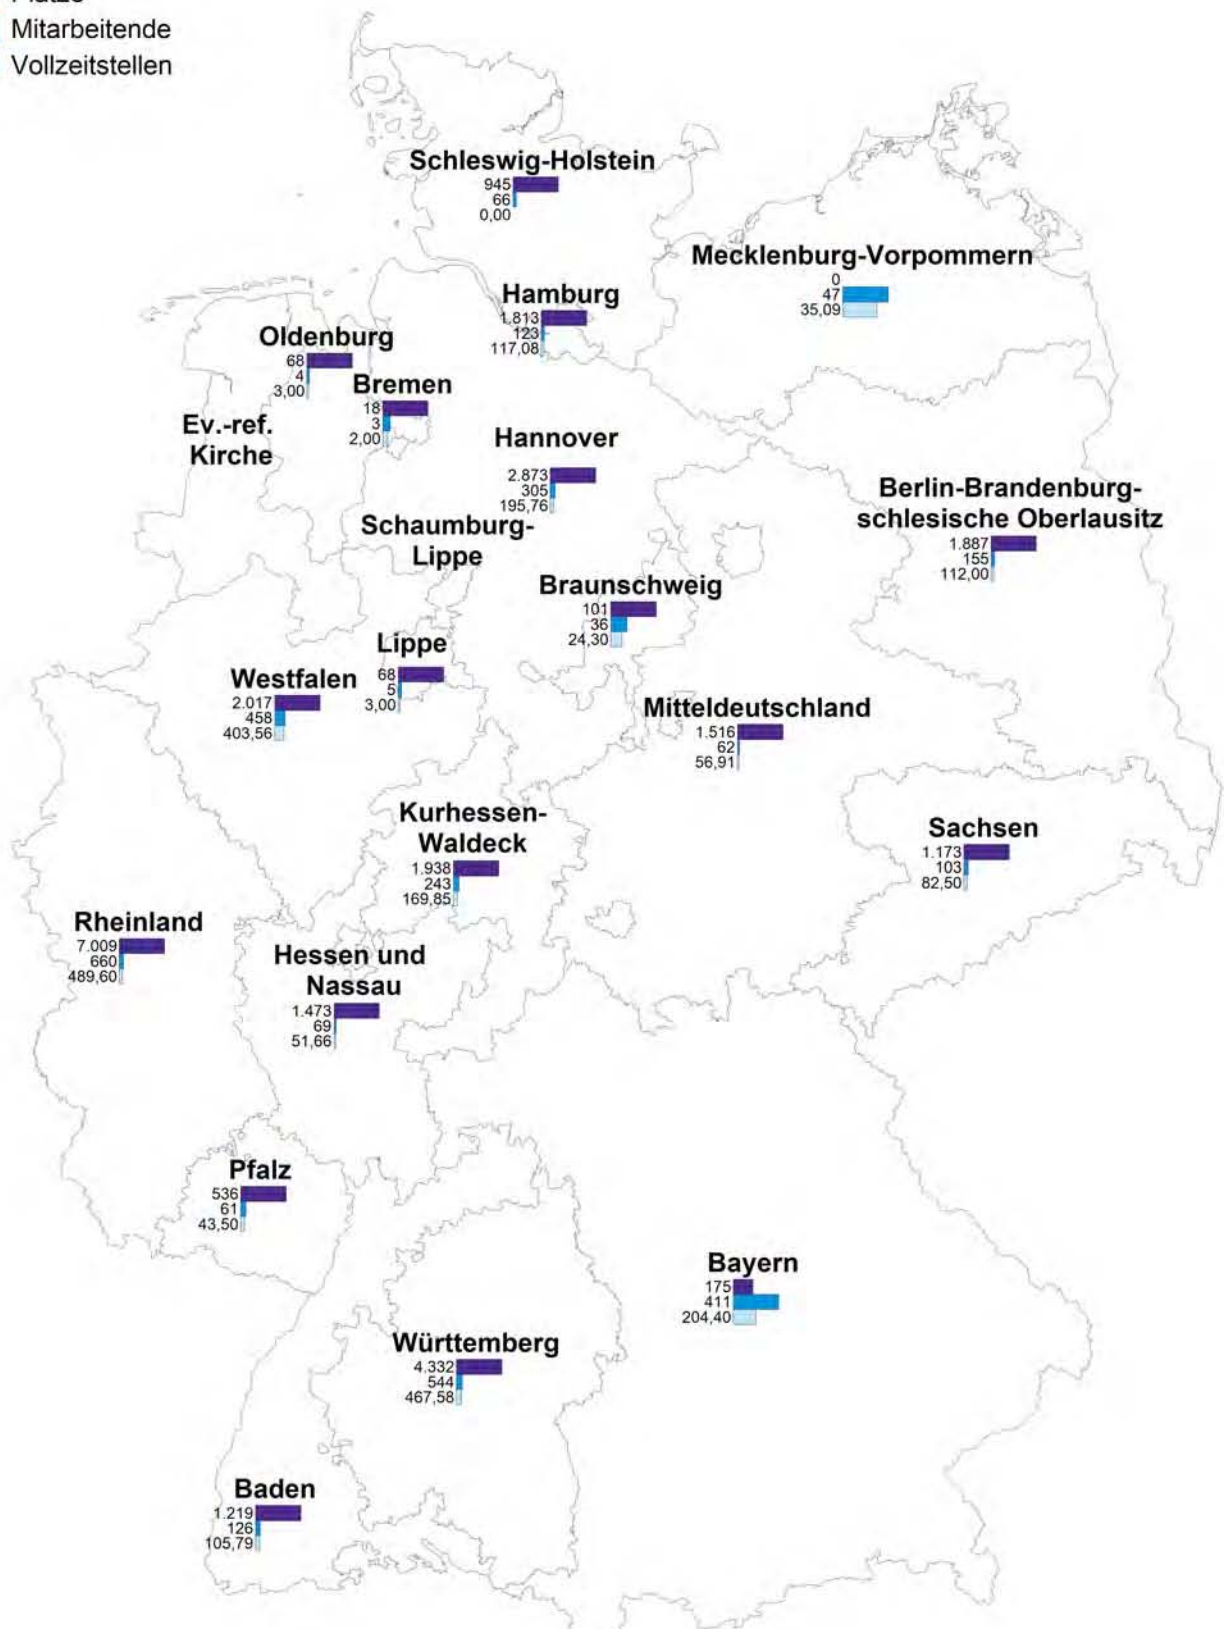 Plätze
Mitarbeitende
Vollzeitstellen
Schleswig-Holstein
945
66
0,00
Mecklenburg-Vorpommern
0
47
35,09
Hamburg
1.813
123
117,08
Oldenburg
68
4
3,00
Bremen
18
3
2,00
Ev.-ref.
Kirche
Hannover
2.873
305
195,76
Berlin-Brandenburg-
schlesische Oberlausitz
1.887
155
112,00
Schaumburg-
Lippe
Braunschweig
101
36
24,30
Lippe
68
5
3,00
Westfalen
2.017
458
403,56
Mitteldeutschland
1.516
62
56,91
Kurhessen-
Waldeck
1.938
243
169,85
Sachsen
1.173
103
82,50
Rheinland
7.009
660
489,60
Hessen und
Nassau
1.473
69
51,66
Pfalz
536
61
43,50
Bayern
175
411
204,40
Württemberg
4.332
544
467,58
Baden
1.219
126
105,79